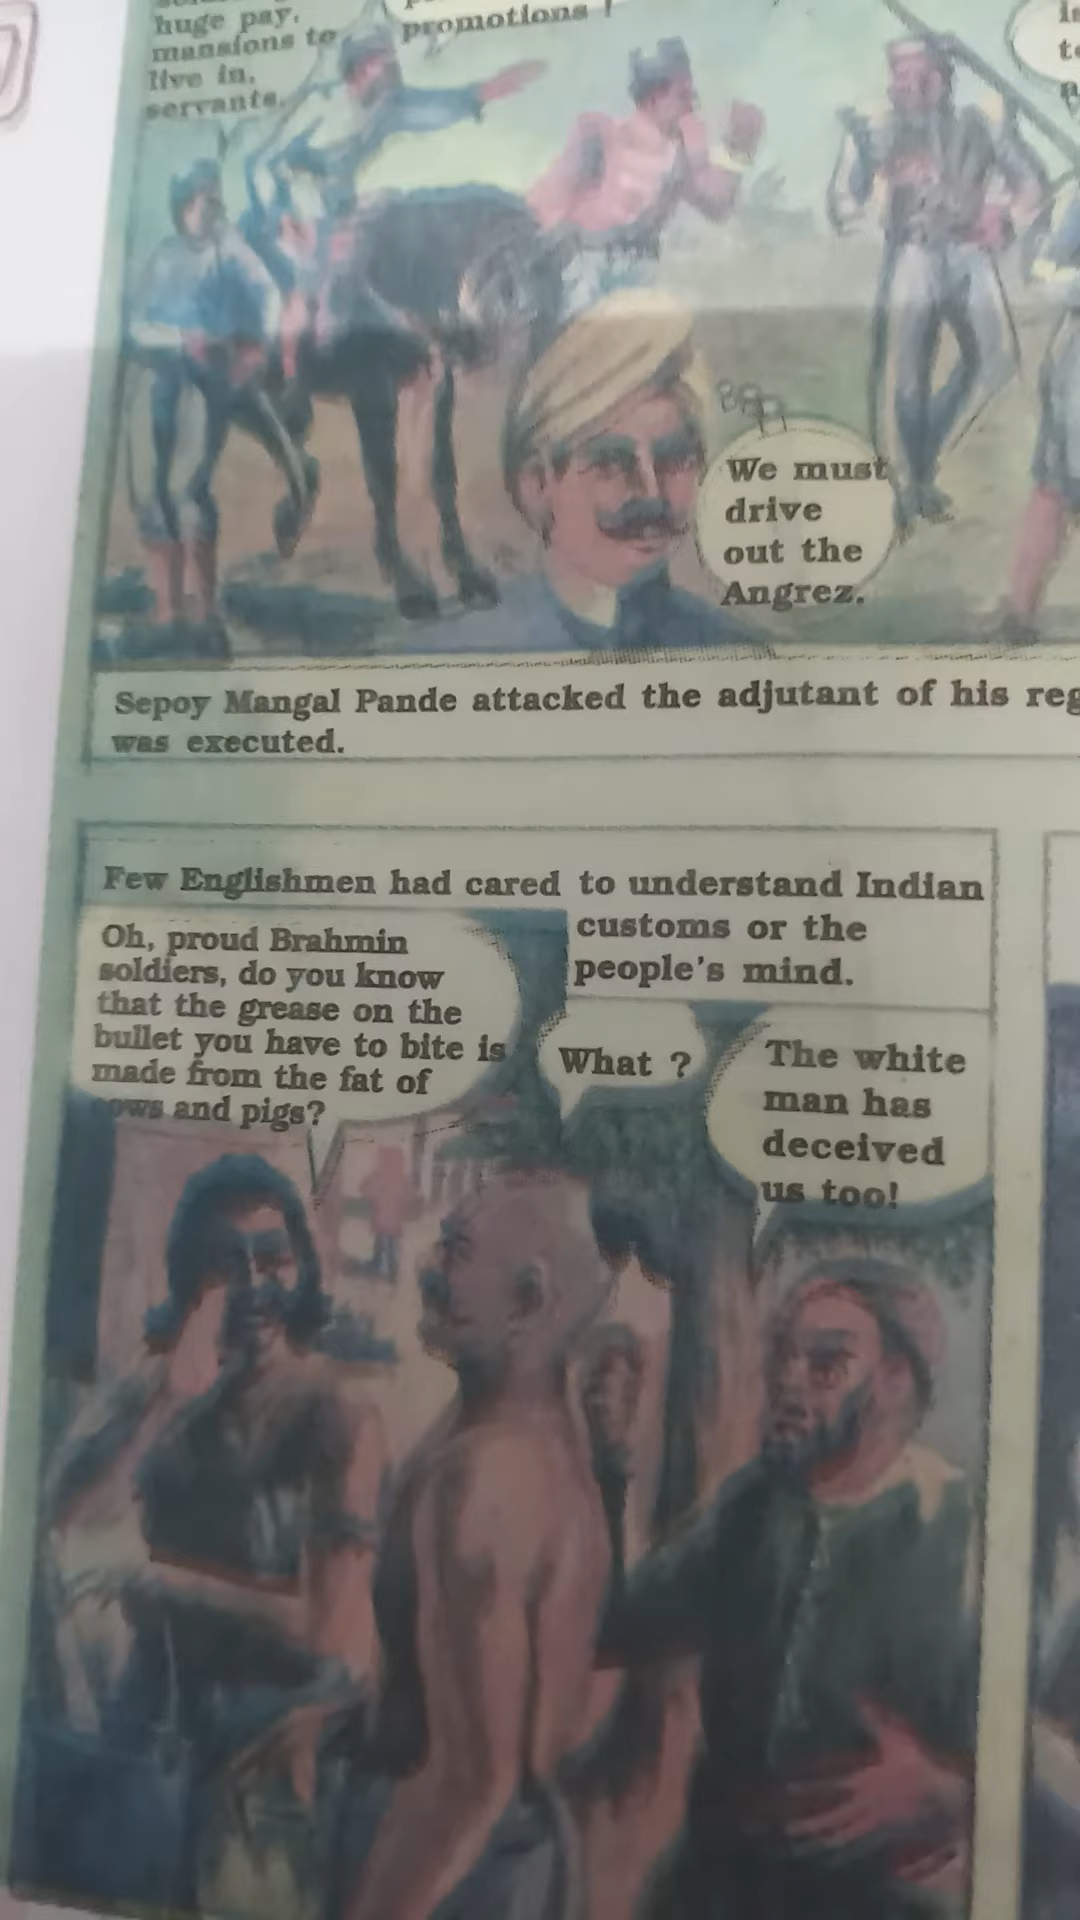 huge pay.
mansions to
live in.
servants.
promotions !
We must
drive
out the
Angrez.
Sepoy Mangal Pande attacked the adjutant of his reg
was executed.
Few Englishmen had cared to understand Indian
customs or the
people's mind.
Oh, proud Brahmin
soldiers, do you know
that the grease on the
bullet you have to bite is
made from the fat of
cows and pigs?
What ?
The white
man has
deceived
us too!